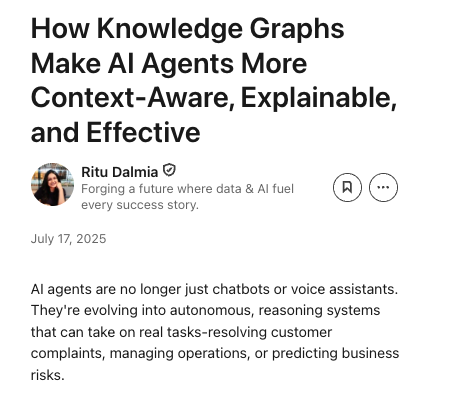 How Knowledge Graphs
Make AI Agents More
Context-Aware, Explainable,
and Effective
Ritu Dalmia
Forging a future where data & AI fuel
every success story.
July 17, 2025
AI agents are no longer just chatbots or voice assistants.
They're evolving into autonomous, reasoning systems
that can take on real tasks-resolving customer
complaints, managing operations, or predicting business
risks.